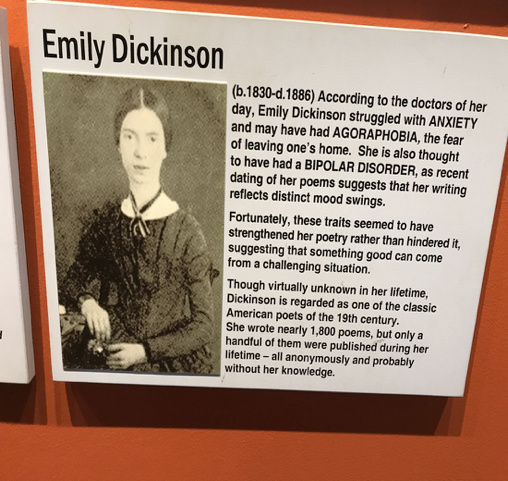 Emily Dickinson
(b.1830-d.1886) According to the doctors of her
day, Emily Dickinson struggled with ANXIETY
and may have had AGORAPHOBIA, the fear
of leaving one's home. She is also thought
to have had a BIPOLAR DISORDER, as recent
dating of her poems suggests that her writing
reflects distinct mood swings.
Fortunately, these traits seemed to have
strengthened her poetry rather than hindered it,
suggesting that something good can come
from a challenging situation.
Though virtually unknown in her lifetime,
Dickinson is regarded as one of the classic
American poets of the 19th century.
She wrote nearly 1,800 poems, but only a
handful of them were published during her
lifetime – all anonymously and probably
without her knowledge.